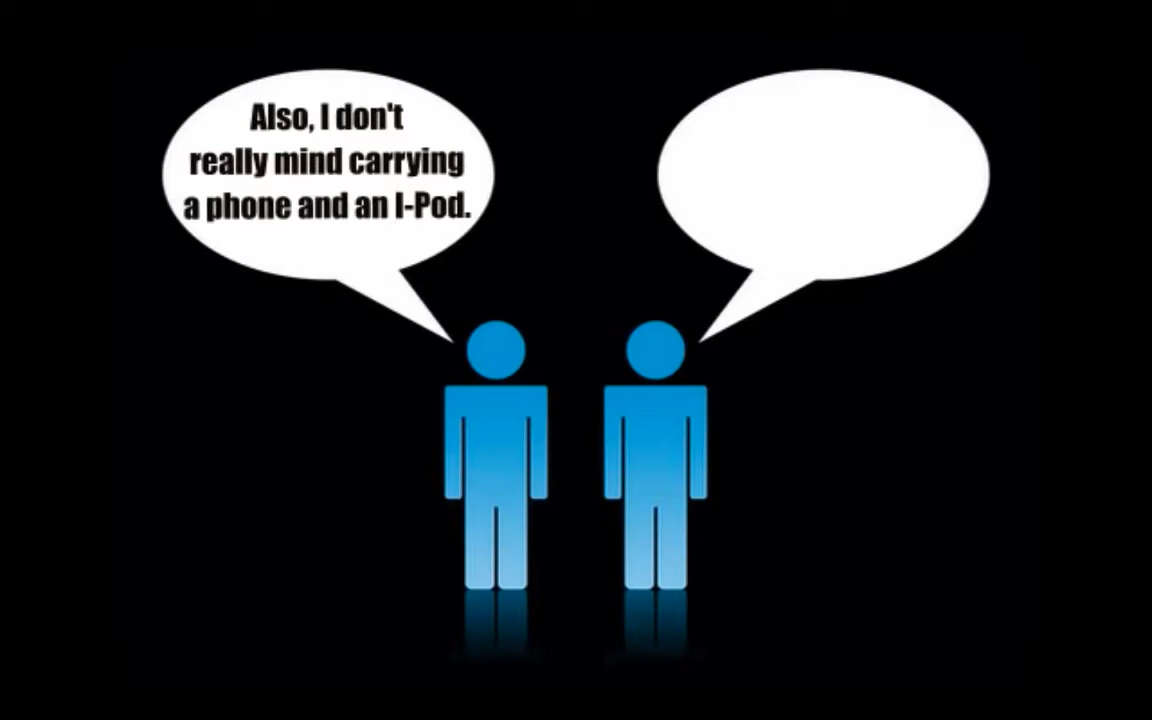 Also, I don't
really mind carrying
a phone and an I-Pod.